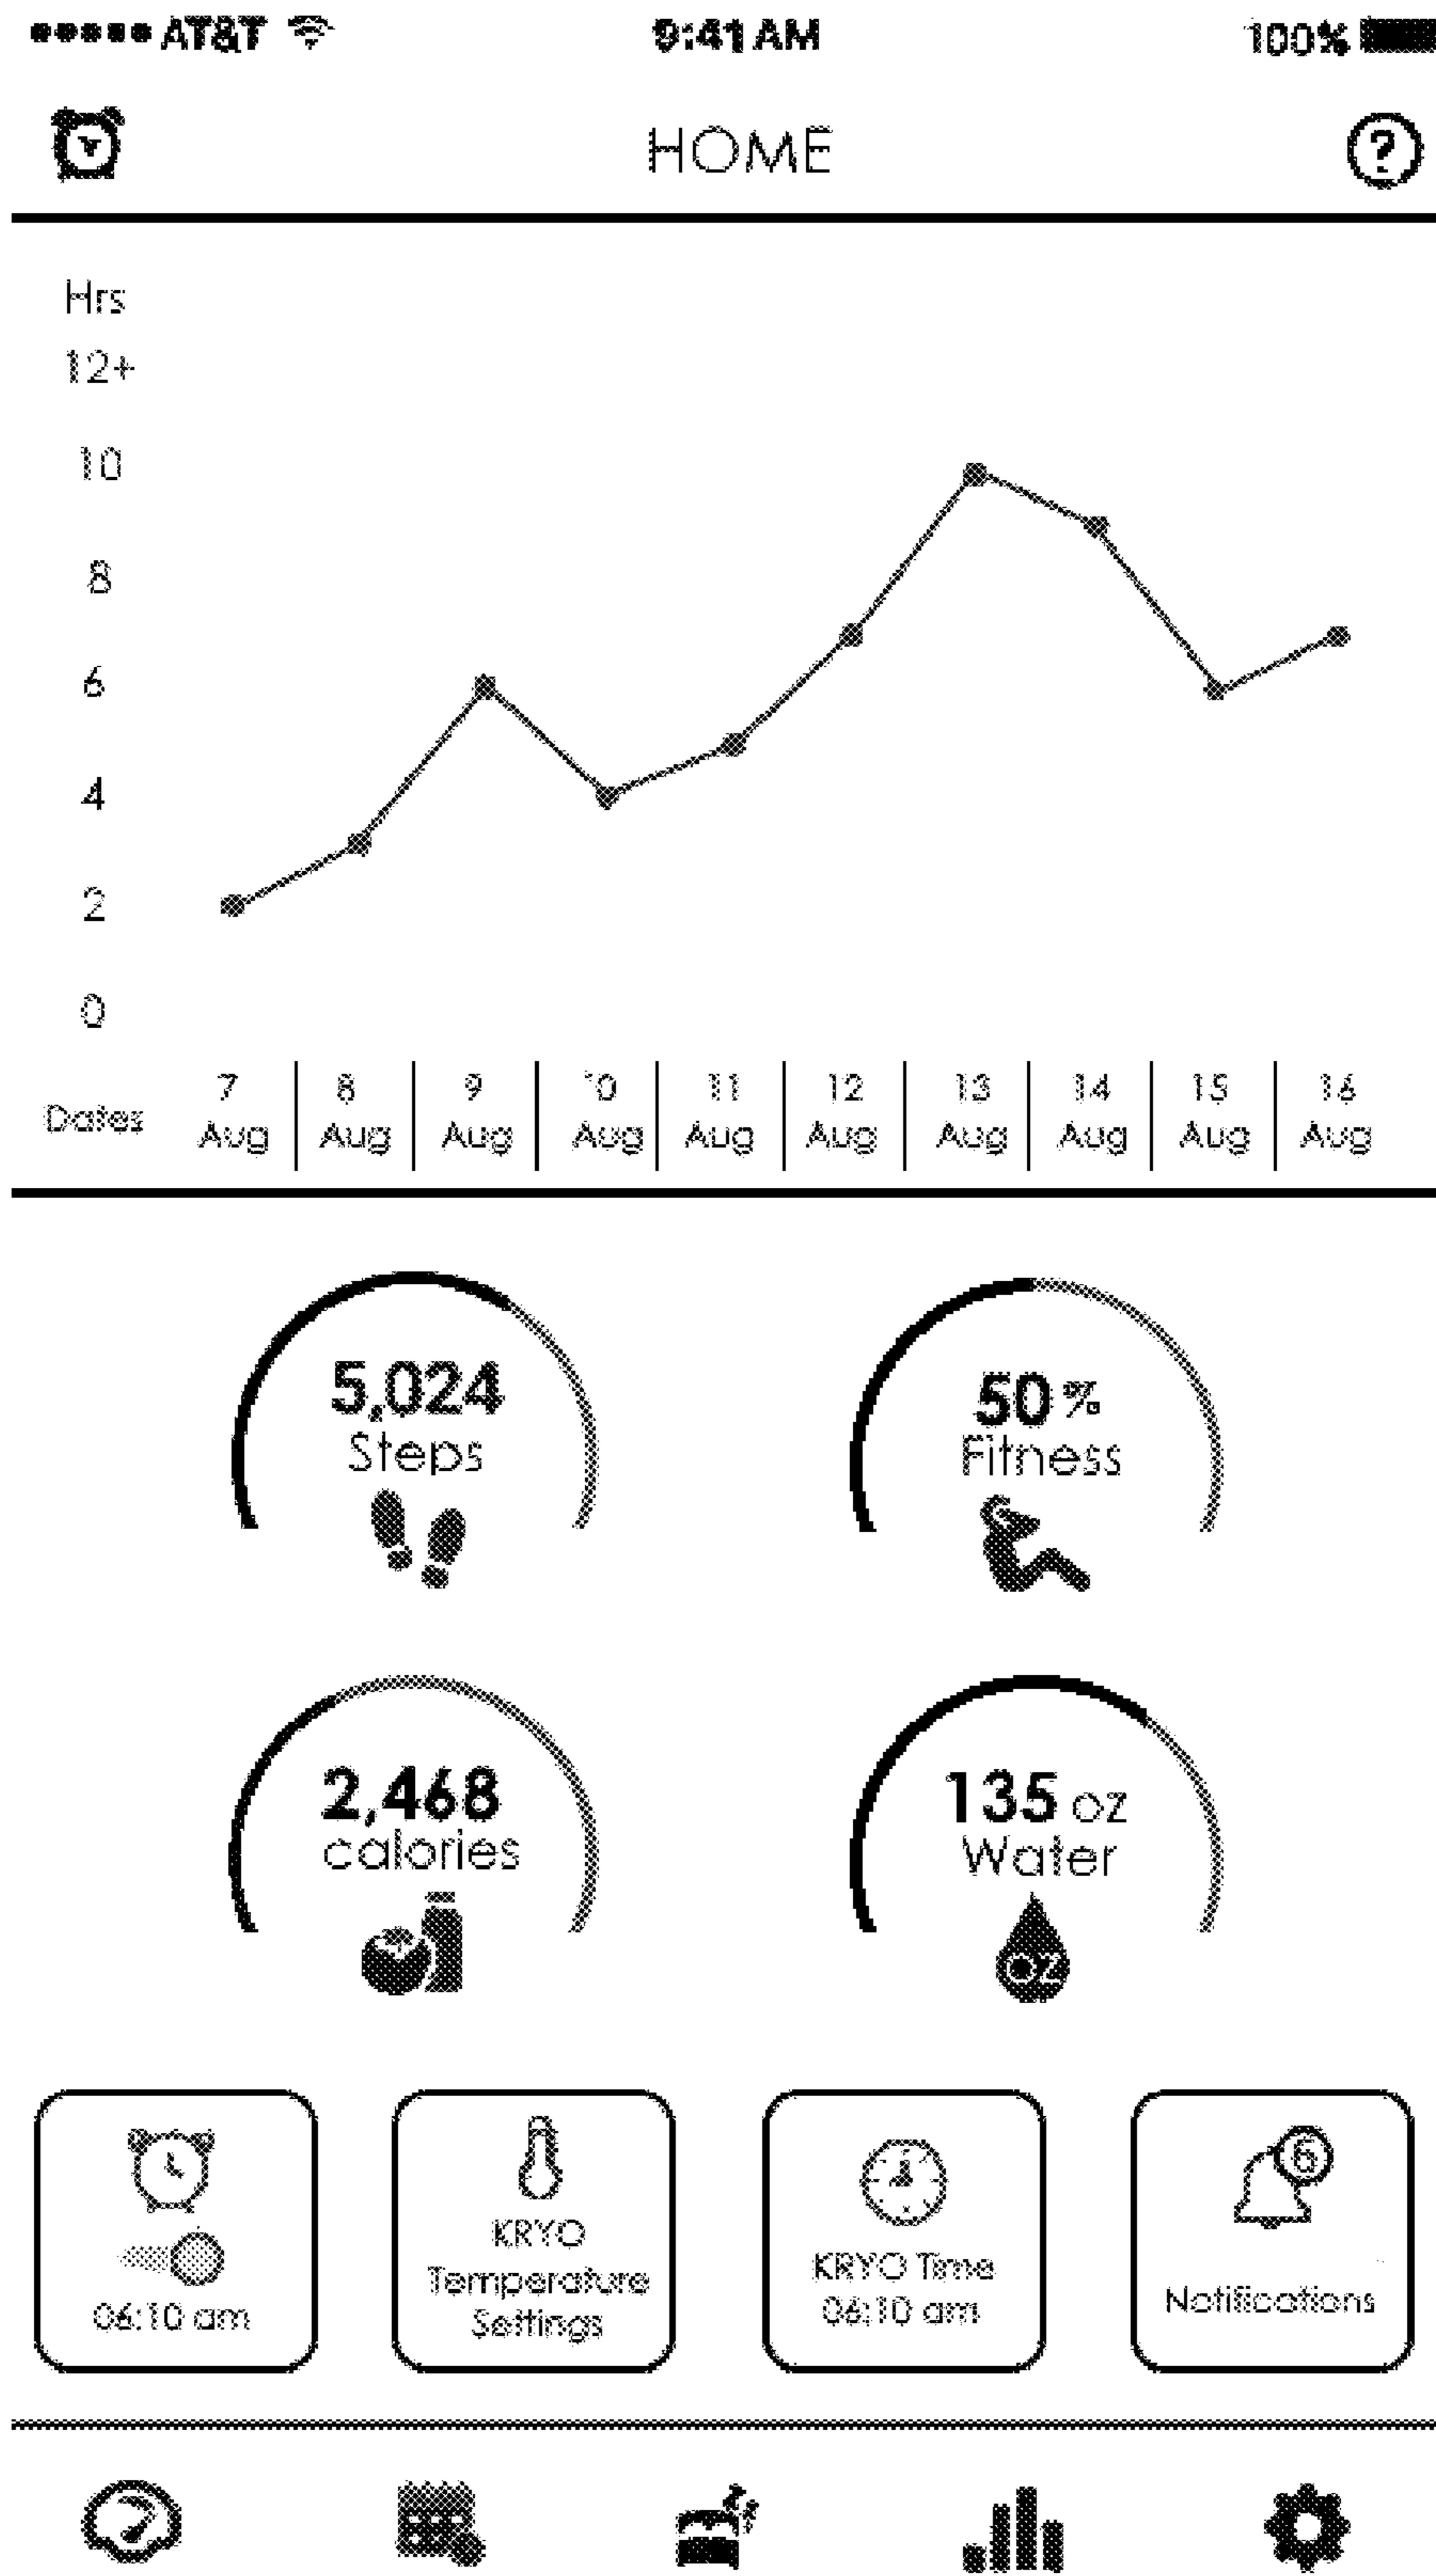 AT&T 9:41 AM 100%
HOME
?
Hrs
12+
10
8
6
4
2
0
Dates
7 Aug
8 Aug
9 Aug
10 Aug
11 Aug
12 Aug
13 Aug
14 Aug
15 Aug
16 Aug
5,024
Steps
50 %
Fitness
2,468
calories
135 oz
Water
oz
06:10 am
KRYO
Temperature
Settings
KRYO Time
06:10 am
6
Notifications